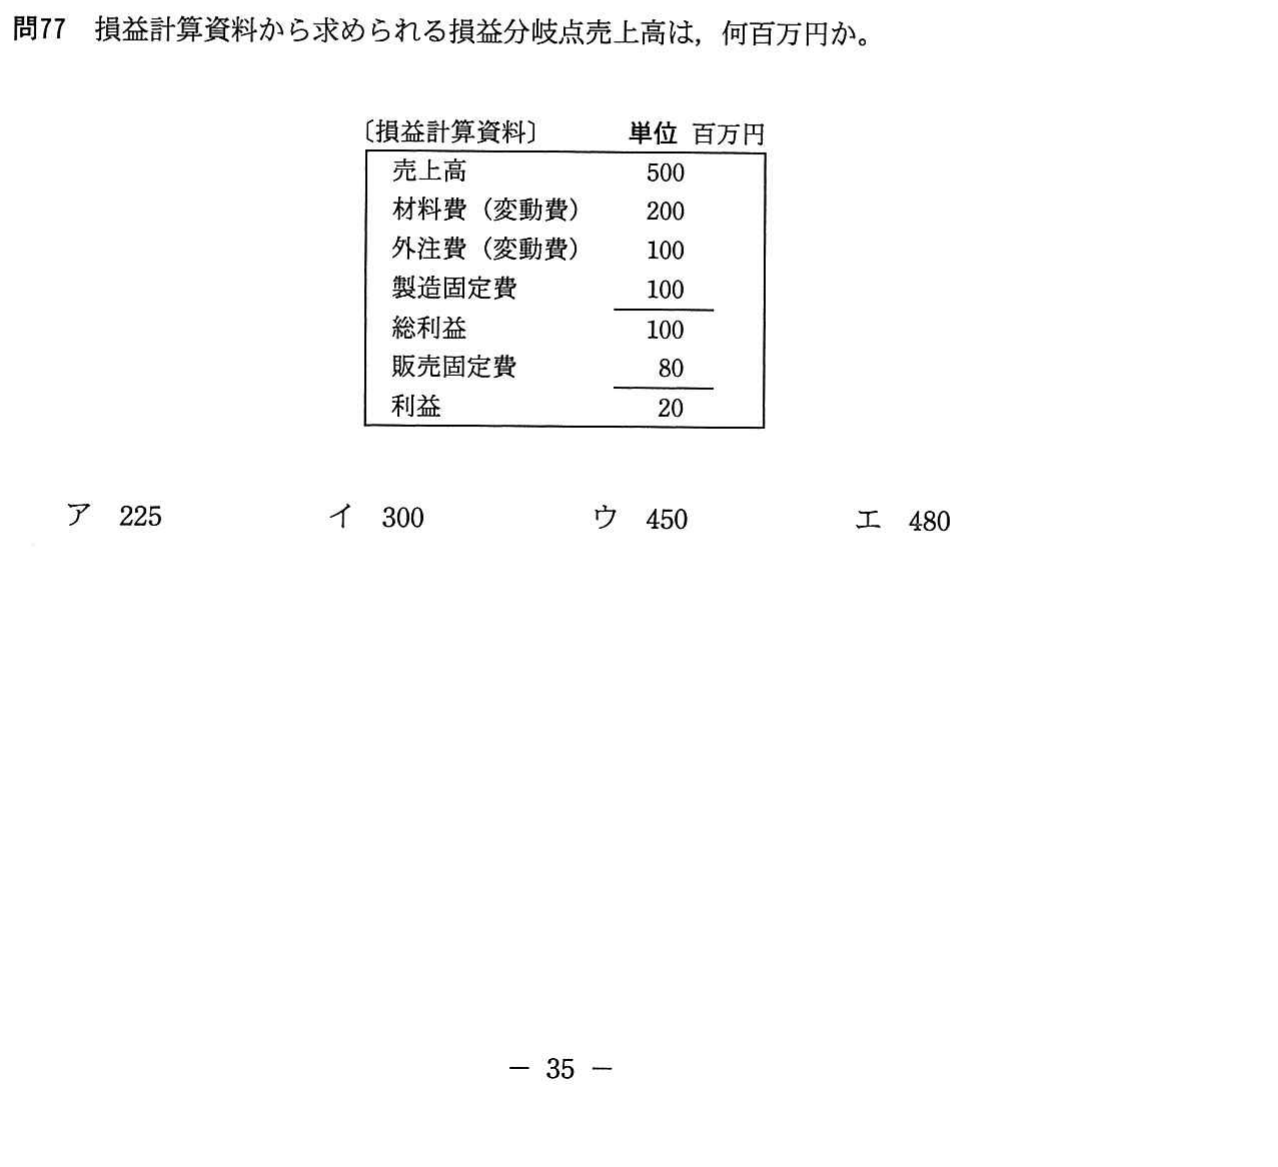 問77 損益計算資料から求められる損益分岐点売上高は，何百万円か。
〔損益計算資料〕 単位 百万円
売上高 500
材料費（変動費） 200
外注費（変動費） 100
製造固定費 100
総利益 100
販売固定費 80
利益 20
ア 225 イ 300 ウ 450 エ 480
－ 35 －